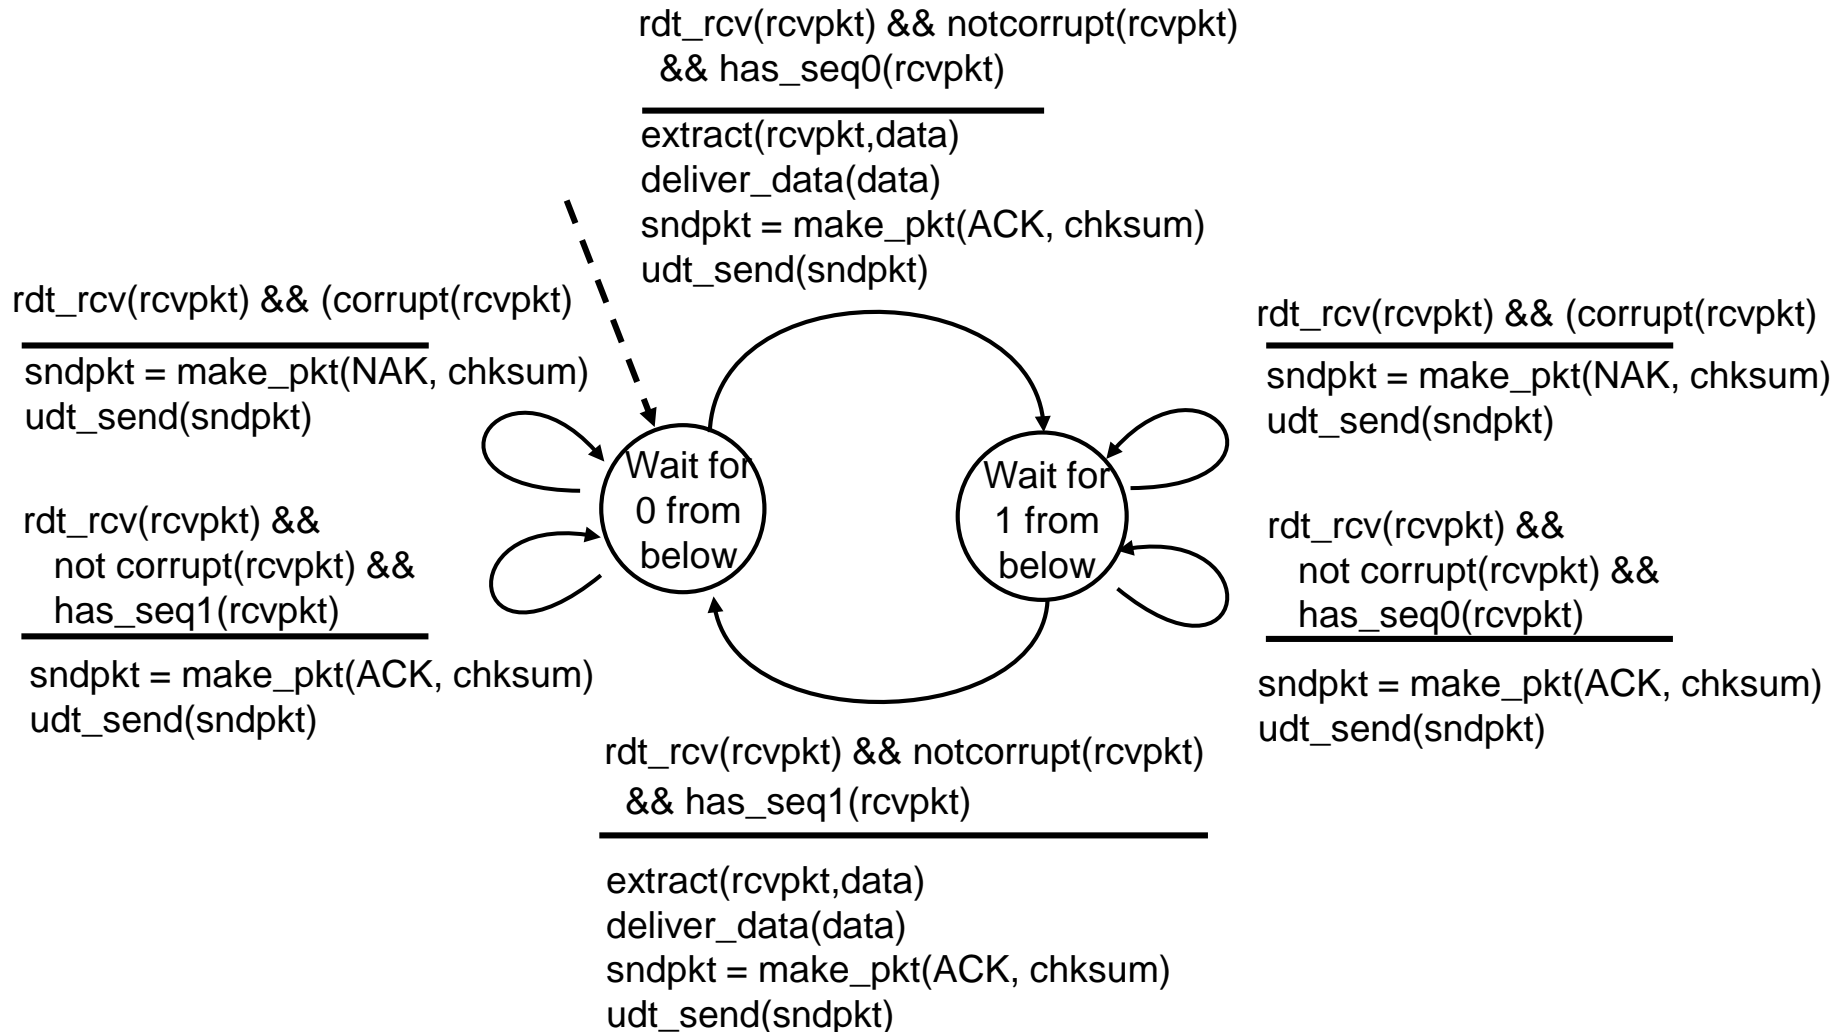 rdt_rcv(rcvpkt) && notcorrupt(rcvpkt)
&& has_seq0(rcvpkt)
extract(rcvpkt,data)
deliver_data(data)
sndpkt = make_pkt(ACK, chksum)
udt_send(sndpkt)
rdt_rcv(rcvpkt) && (corrupt(rcvpkt)
sndpkt = make_pkt(NAK, chksum)
udt_send(sndpkt)
rdt_rcv(rcvpkt) &&
not corrupt(rcvpkt) &&
has_seq1(rcvpkt)
sndpkt = make_pkt(ACK, chksum)
udt_send(sndpkt)
Wait for
0 from
below
Wait for
1 from
below
rdt_rcv(rcvpkt) && (corrupt(rcvpkt)
sndpkt = make_pkt(NAK, chksum)
udt_send(sndpkt)
rdt_rcv(rcvpkt) &&
not corrupt(rcvpkt) &&
has_seq0(rcvpkt)
sndpkt = make_pkt(ACK, chksum)
udt_send(sndpkt)
rdt_rcv(rcvpkt) && notcorrupt(rcvpkt)
&& has_seq1(rcvpkt)
extract(rcvpkt,data)
deliver_data(data)
sndpkt = make_pkt(ACK, chksum)
udt_send(sndpkt)